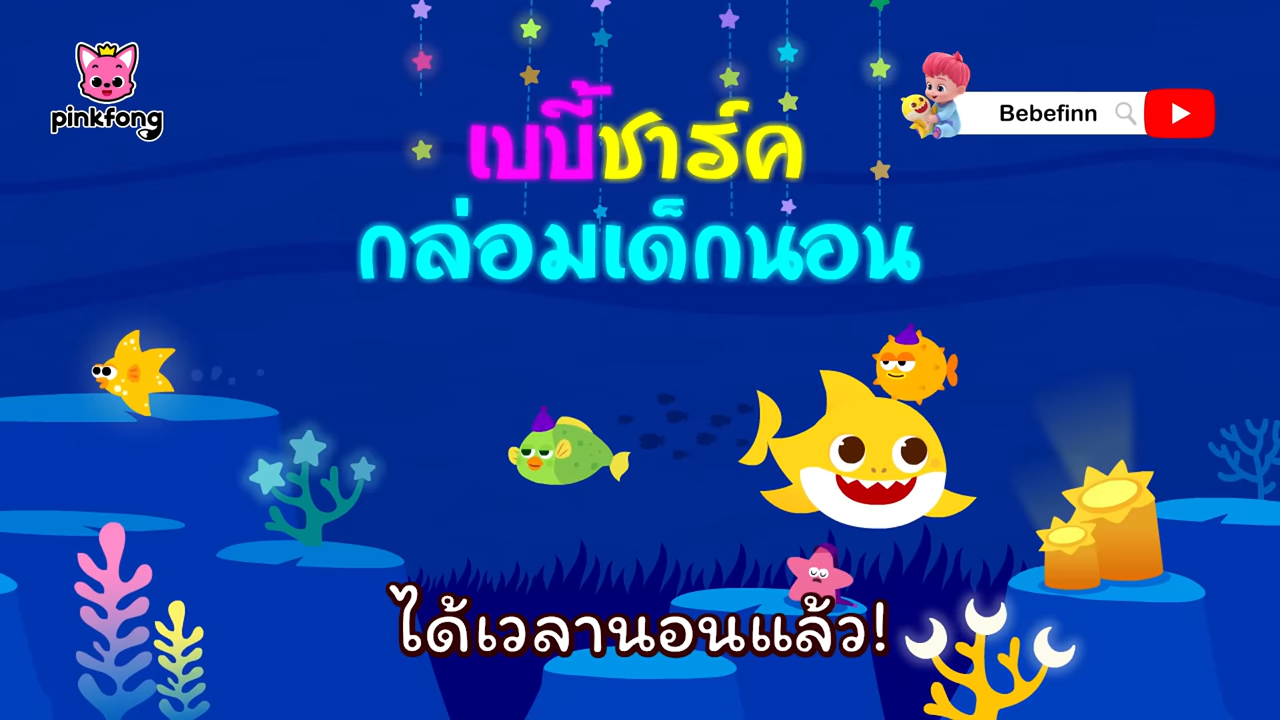 pinkfong
Bebefinn
เบบี้ชาร์ค
กล่อมเด็กนอน
ได้เวลานอนแล้ว!